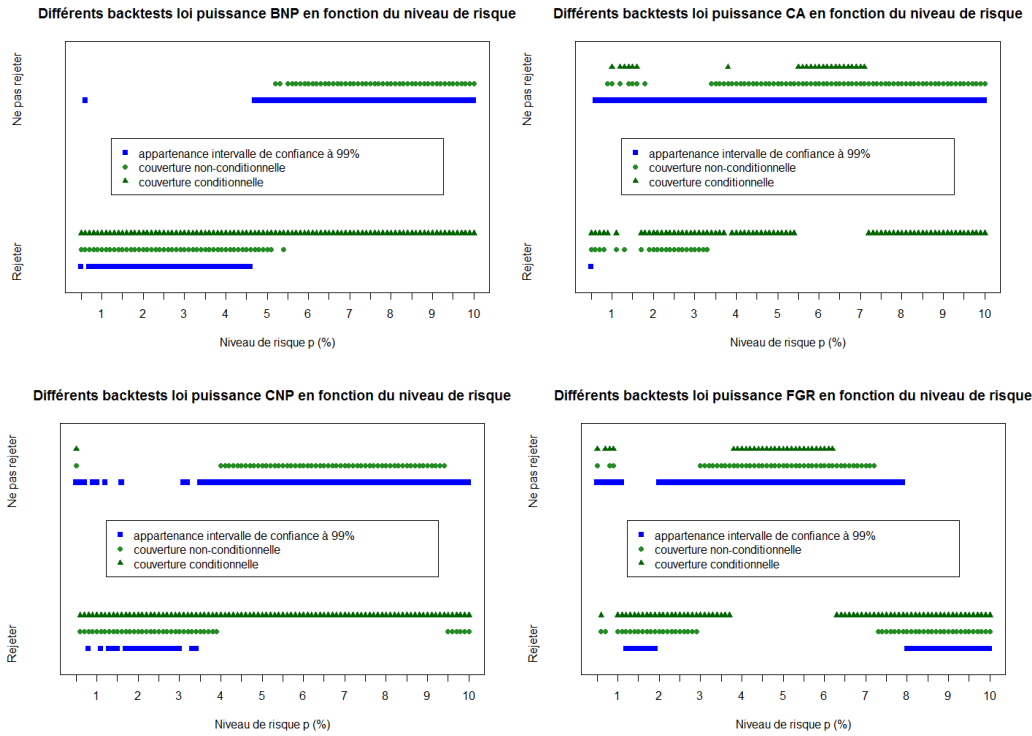 Différents backtests loi puissance BNP en fonction du niveau de risque
Ne pas rejeter
Rejeter
appartenance intervalle de confiance à 99%
couverture non-conditionnelle
couverture conditionnelle
1 2 3 4 5 6 7 8 9 10
Niveau de risque p (%)
Différents backtests loi puissance CA en fonction du niveau de risque
Ne pas rejeter
Rejeter
appartenance intervalle de confiance à 99%
couverture non-conditionnelle
couverture conditionnelle
1 2 3 4 5 6 7 8 9 10
Niveau de risque p (%)
Différents backtests loi puissance CNP en fonction du niveau de risque
Ne pas rejeter
Rejeter
appartenance intervalle de confiance à 99%
couverture non-conditionnelle
couverture conditionnelle
1 2 3 4 5 6 7 8 9 10
Niveau de risque p (%)
Différents backtests loi puissance FGR en fonction du niveau de risque
Ne pas rejeter
Rejeter
appartenance intervalle de confiance à 99%
couverture non-conditionnelle
couverture conditionnelle
1 2 3 4 5 6 7 8 9 10
Niveau de risque p (%)